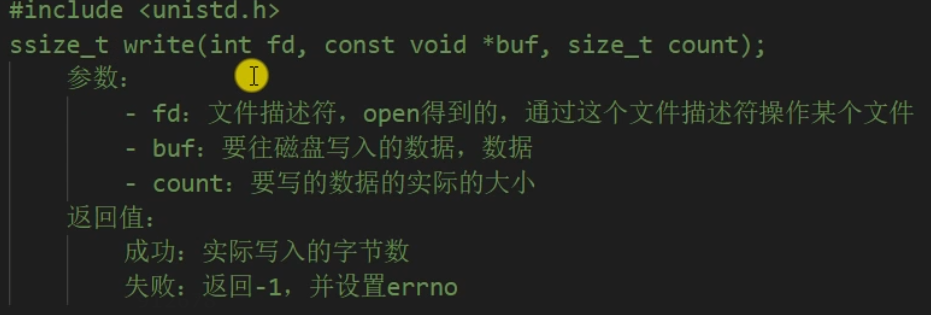 #include <unistd.h>
ssize_t write(int fd, const void *buf, size_t count);
参数：
- fd：文件描述符，open得到的，通过这个文件描述符操作某个文件
- buf：要往磁盘写入的数据，数据
- count：要写的数据的实际的大小
返回值：
成功：实际写入的字节数
失败：返回-1，并设置errno